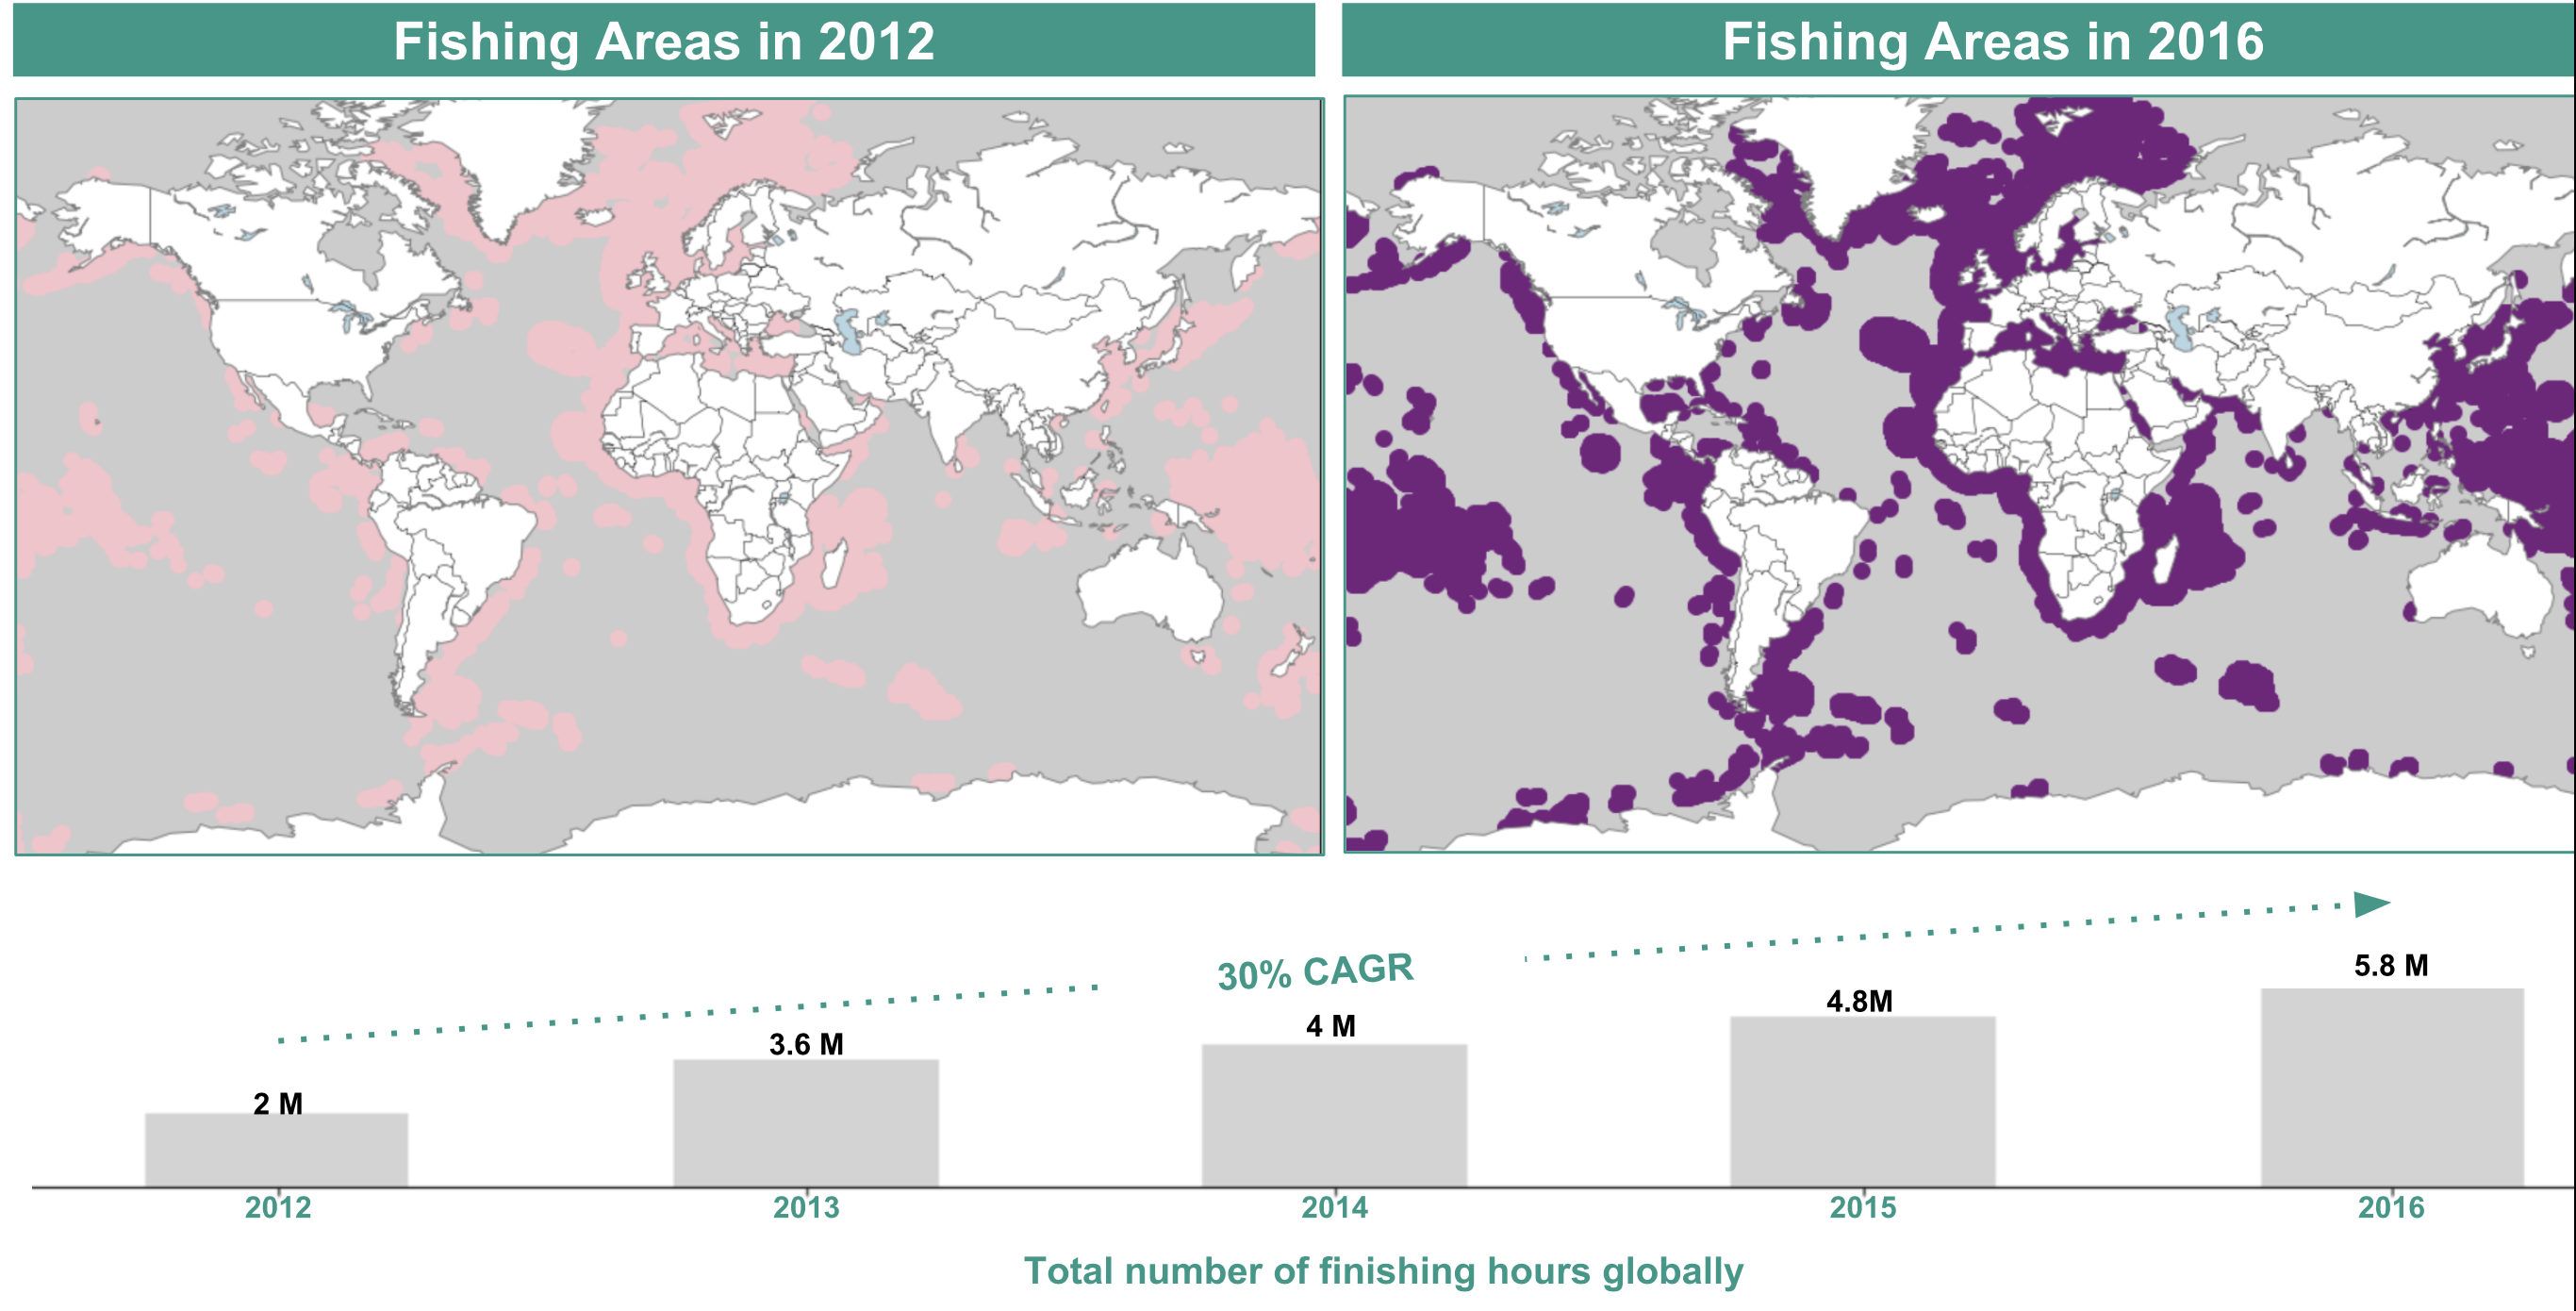 Fishing Areas in 2012
Fishing Areas in 2016
30% CAGR
2 M
3.6 M
4 M
4.8M
5.8 M
2012
2013
2014
2015
2016
Total number of finishing hours globally